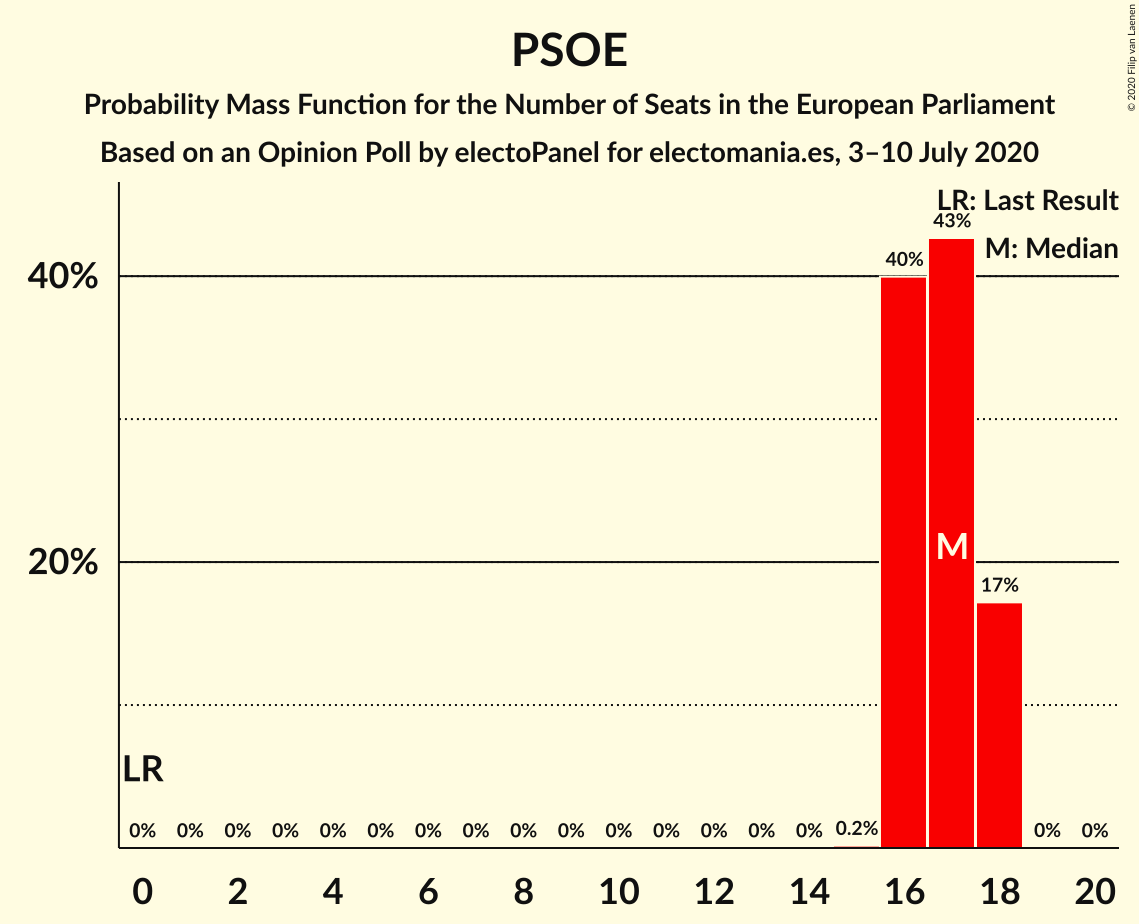 PSOE
Probability Mass Function for the Number of Seats in the European Parliament
Based on an Opinion Poll by electoPanel for electomania.es, 3–10 July 2020
© 2020 Filip van Laenen
LR: Last Result
M: Median
43%
40%
40%
20%
M
17%
LR
0% 0% 0% 0% 0% 0% 0% 0% 0% 0% 0% 0% 0% 0% 0% 0.2% 0% 0%
0 2 4 6 8 10 12 14 16 18 20